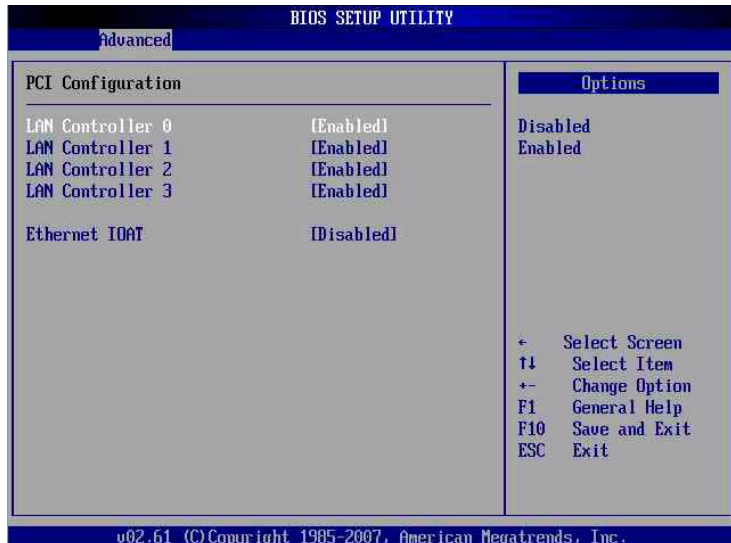 BIOS SETUP UTILITY
Advanced
PCI Configuration
LAN Controller 0 [Enabled]
LAN Controller 1 [Enabled]
LAN Controller 2 [Enabled]
LAN Controller 3 [Enabled]
Ethernet IOAT [Disabled]
Options
Disabled
Enabled
← Select Screen
↑↓ Select Item
+- Change Option
F1 General Help
F10 Save and Exit
ESC Exit
v02.61 (C)Copyright 1985-2007, American Megatrends, Inc.